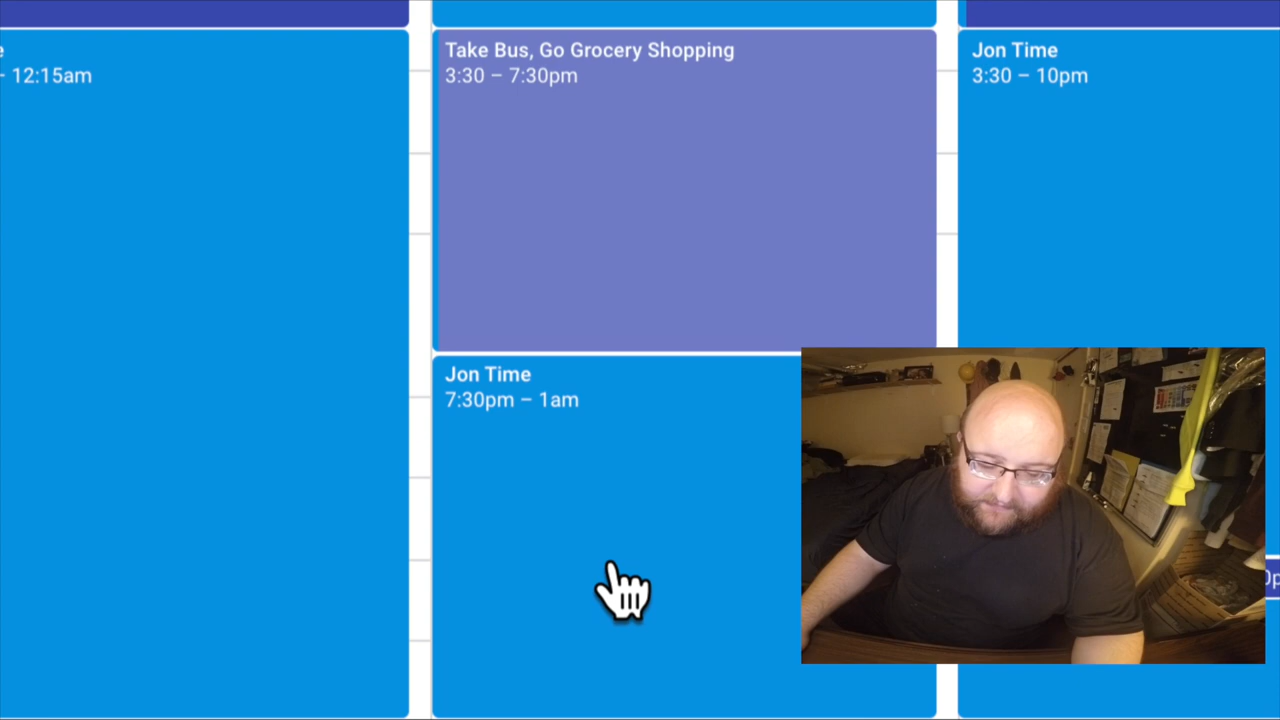 e
– 12:15am
Take Bus, Go Grocery Shopping
3:30 – 7:30pm
Jon Time
7:30pm – 1am
Jon Time
3:30 – 10pm
0p